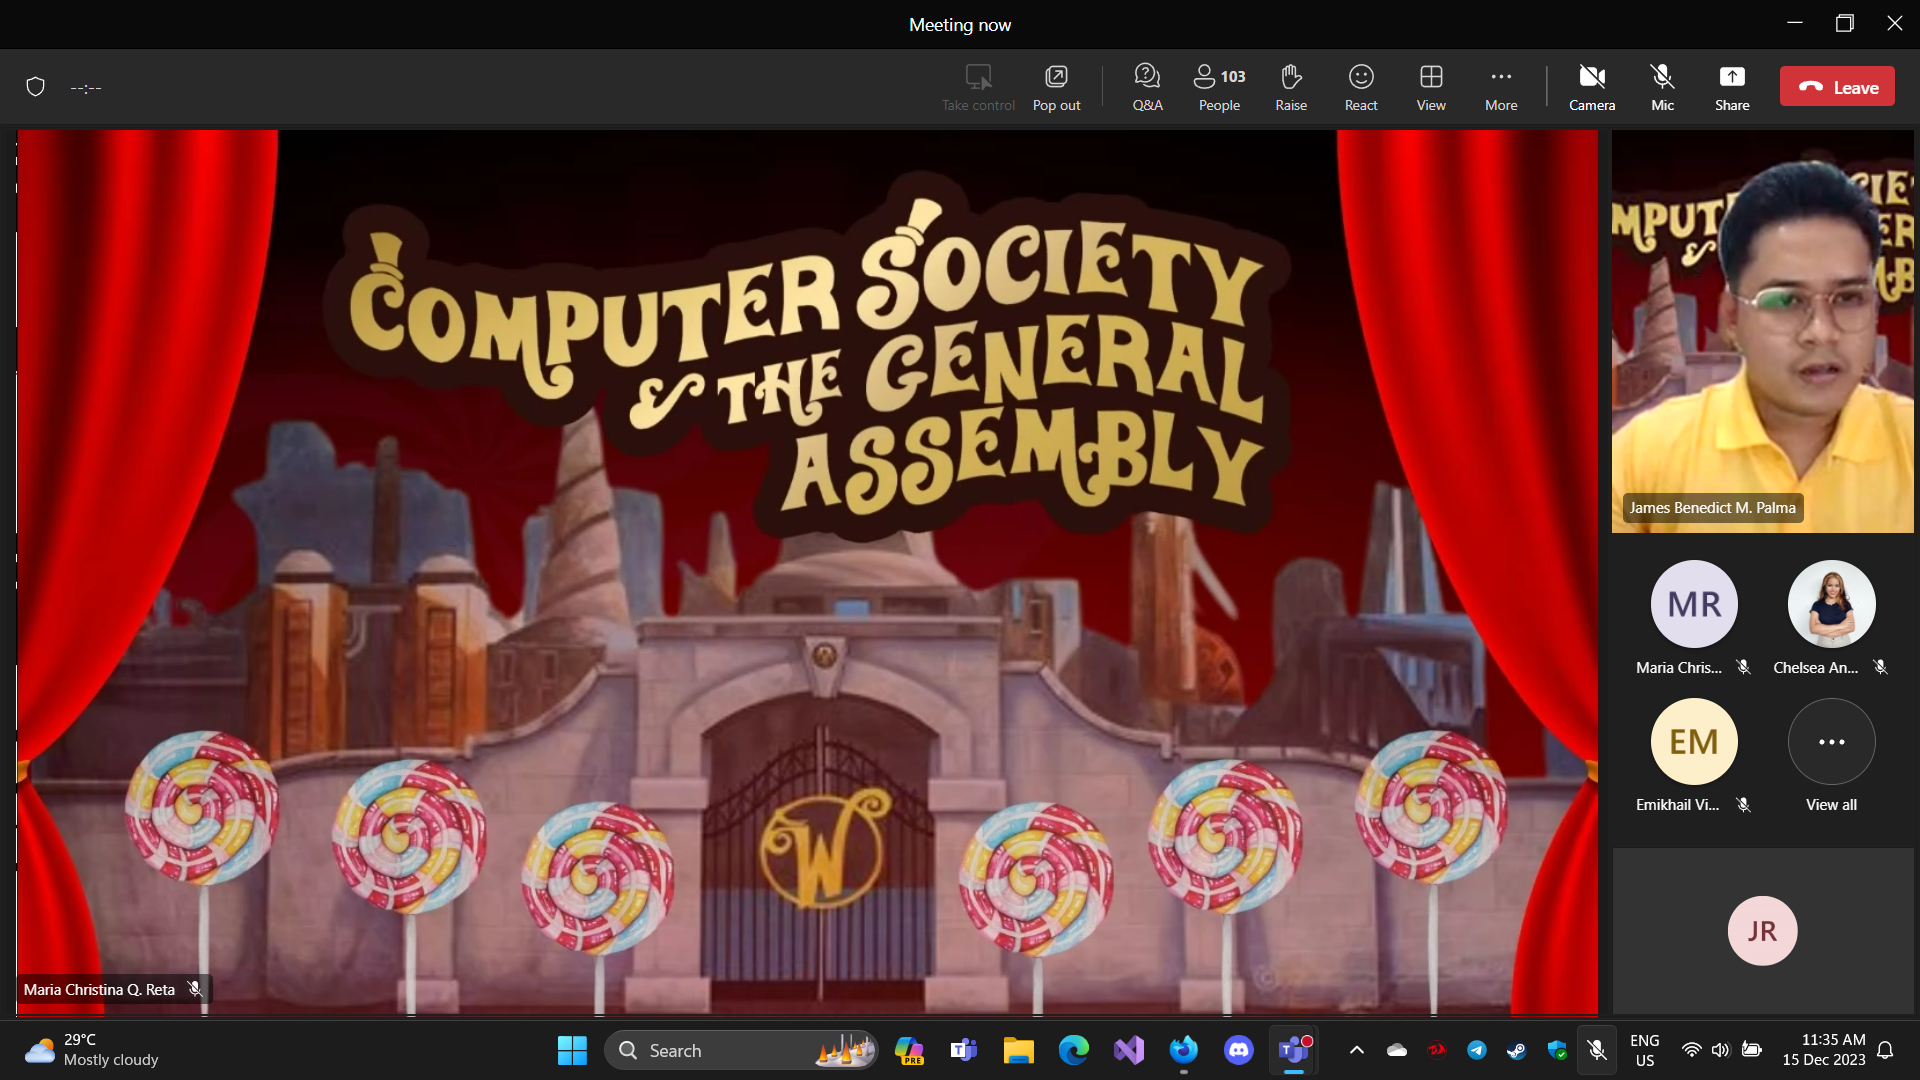 Meeting now
--:--
Take control
Pop out
Q&A
103
People
Raise
React
View
More
Camera
Mic
Share
Leave
COMPUTER SOCIETY
& THE GENERAL
ASSEMBLY
W
Maria Christina Q. Reta
James Benedict M. Palma
MR
Maria Chris...
Chelsea An...
EM
Emikhail Vi...
View all
JR
29°C
Mostly cloudy
Search
PRE
ENG
US
11:35 AM
15 Dec 2023